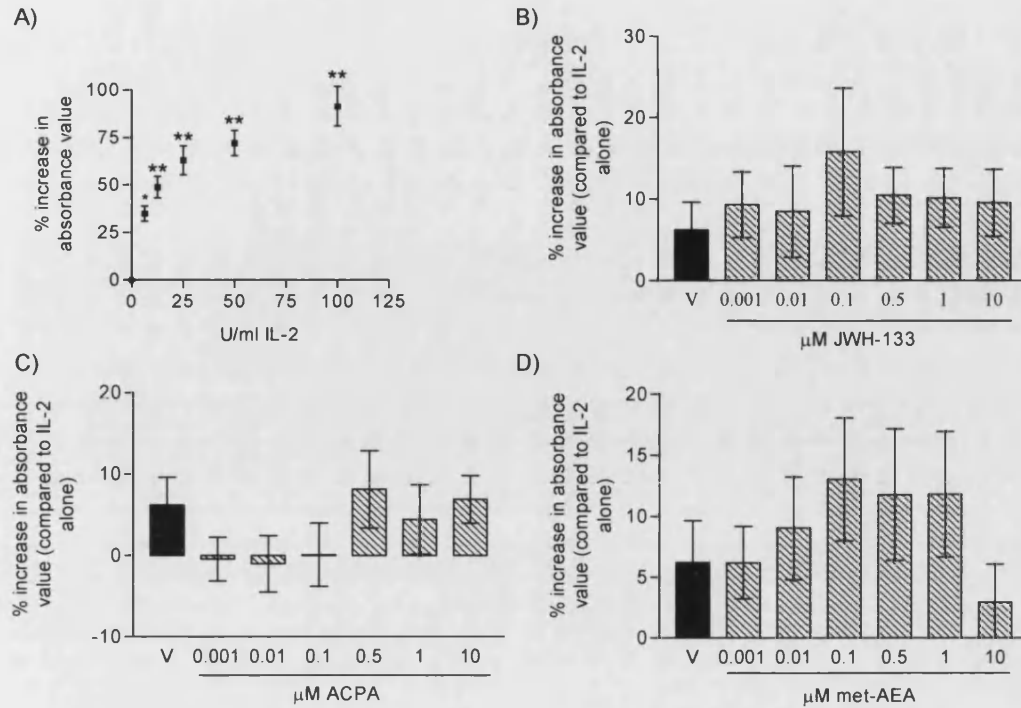 A)
% increase in
absorbance value
100
75
50
25
0
*
**
**
**
**
0 25 50 75 100 125
U/ml IL-2
B)
% increase in absorbance
value (compared to IL-2
alone)
30
20
10
0
V 0.001 0.01 0.1 0.5 1 10
μM JWH-133
C)
% increase in absorbance
value (compared to IL-2
alone)
20
10
0
-10
V 0.001 0.01 0.1 0.5 1 10
μM ACPA
D)
% increase in absorbance
value (compared to IL-2
alone)
20
15
10
5
0
V 0.001 0.01 0.1 0.5 1 10
μM met-AEA